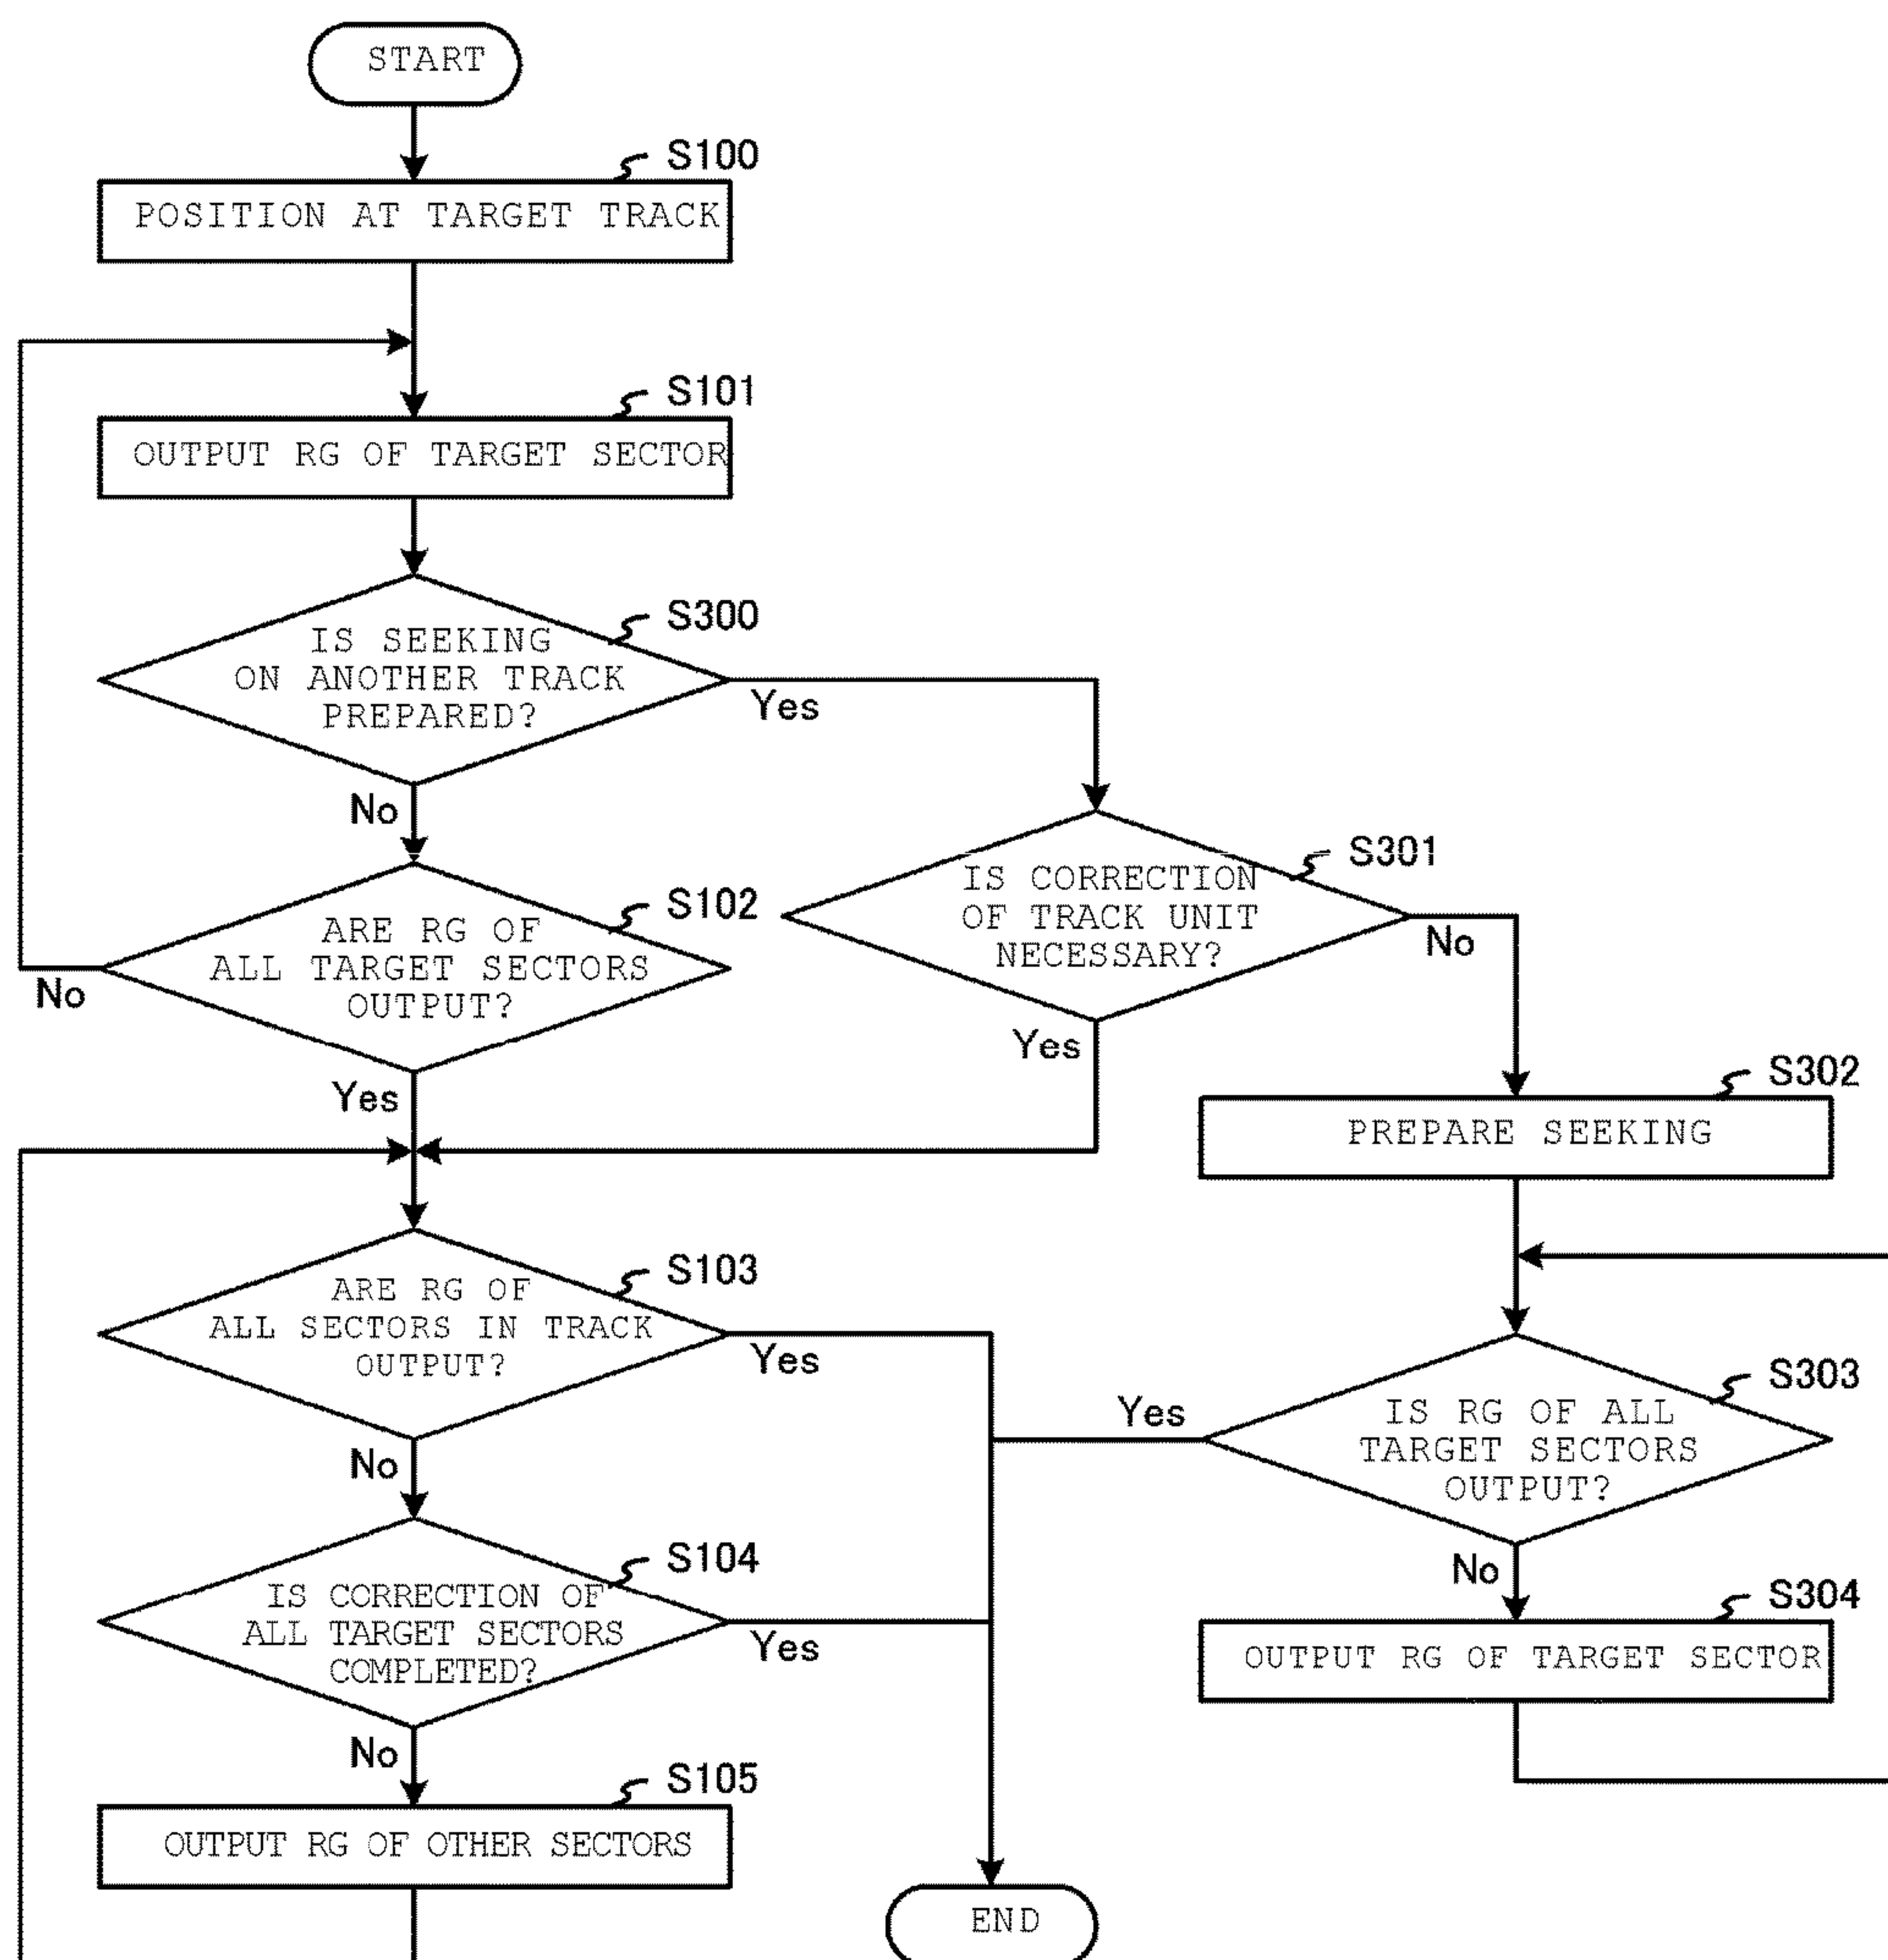 START
S100
POSITION AT TARGET TRACK
S101
OUTPUT RG OF TARGET SECTOR
S300
IS SEEKING
ON ANOTHER TRACK
PREPARED?
Yes
No
S301
IS CORRECTION
OF TRACK UNIT
NECESSARY?
No
Yes
S102
ARE RG OF
ALL TARGET SECTORS
OUTPUT?
No
Yes
S302
PREPARE SEEKING
S103
ARE RG OF
ALL SECTORS IN TRACK
OUTPUT?
Yes
No
S303
IS RG OF ALL
TARGET SECTORS
OUTPUT?
Yes
No
S104
IS CORRECTION OF
ALL TARGET SECTORS
COMPLETED?
Yes
No
S304
OUTPUT RG OF TARGET SECTOR
S105
OUTPUT RG OF OTHER SECTORS
END